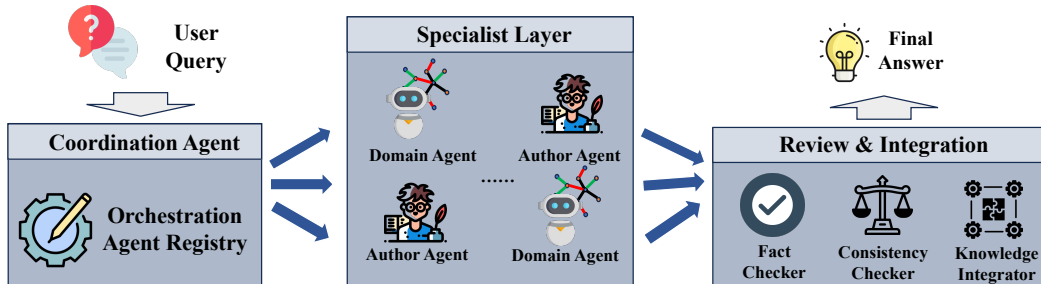 User
Query
Coordination Agent
Orchestration
Agent Registry
Specialist Layer
Domain Agent
Author Agent
......
Author Agent
Domain Agent
Final
Answer
Review & Integration
Fact
Checker
Consistency
Checker
Knowledge
Integrator
?